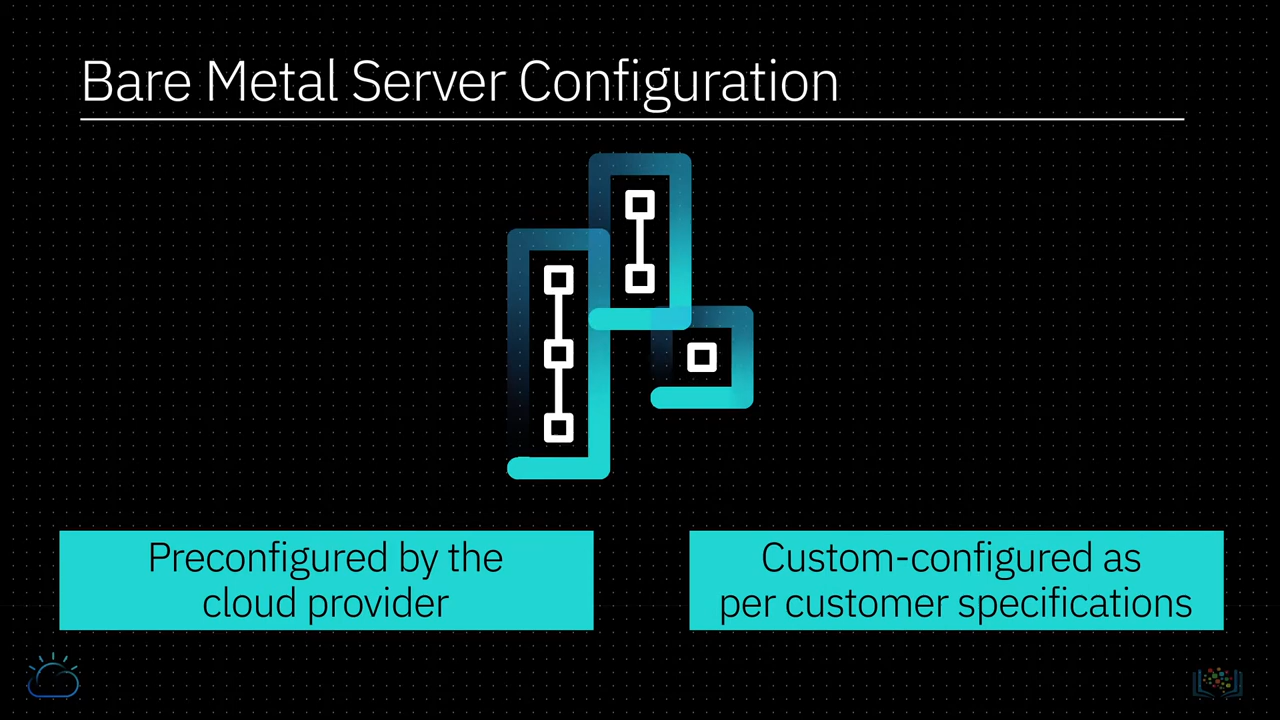 Bare Metal Server Configuration
Preconfigured by the
cloud provider
Custom-configured as
per customer specifications